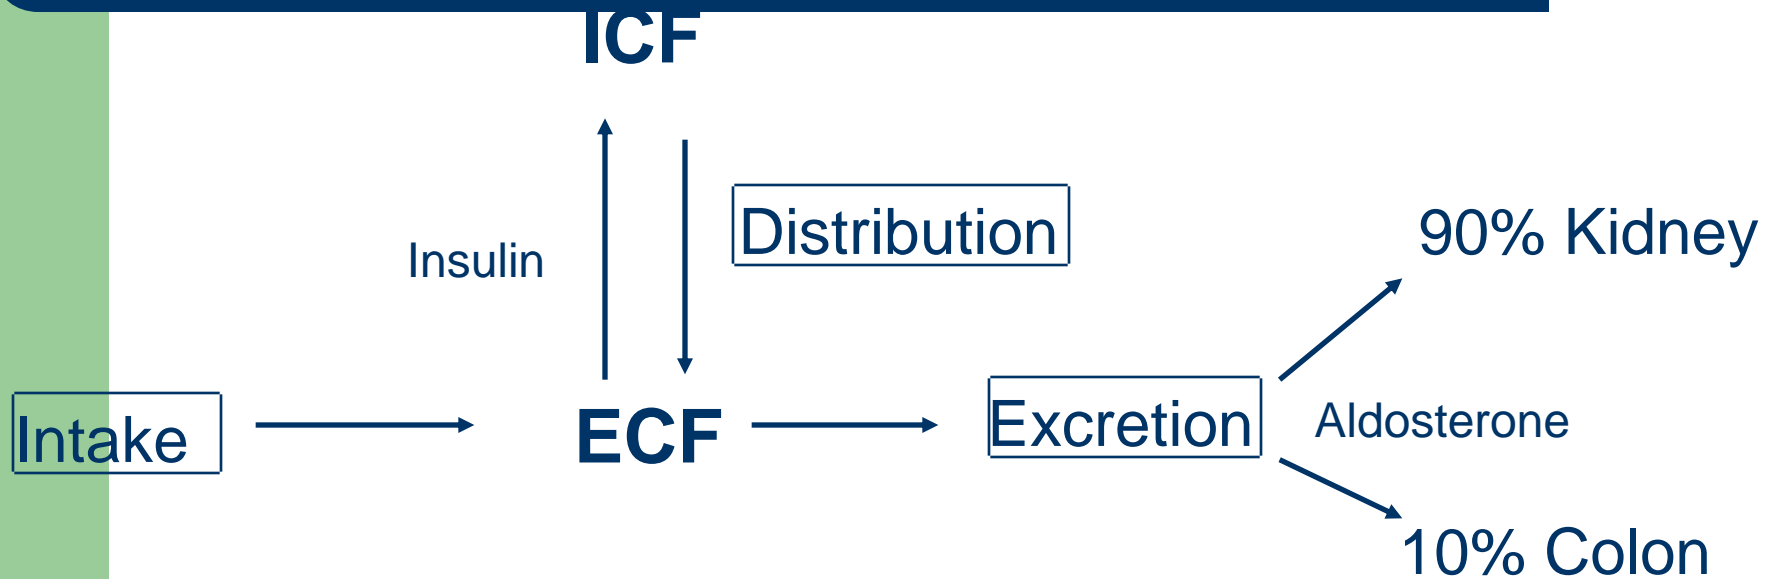 ICF
Distribution
90% Kidney
Insulin
Intake
ECF
Excretion
Aldosterone
10% Colon